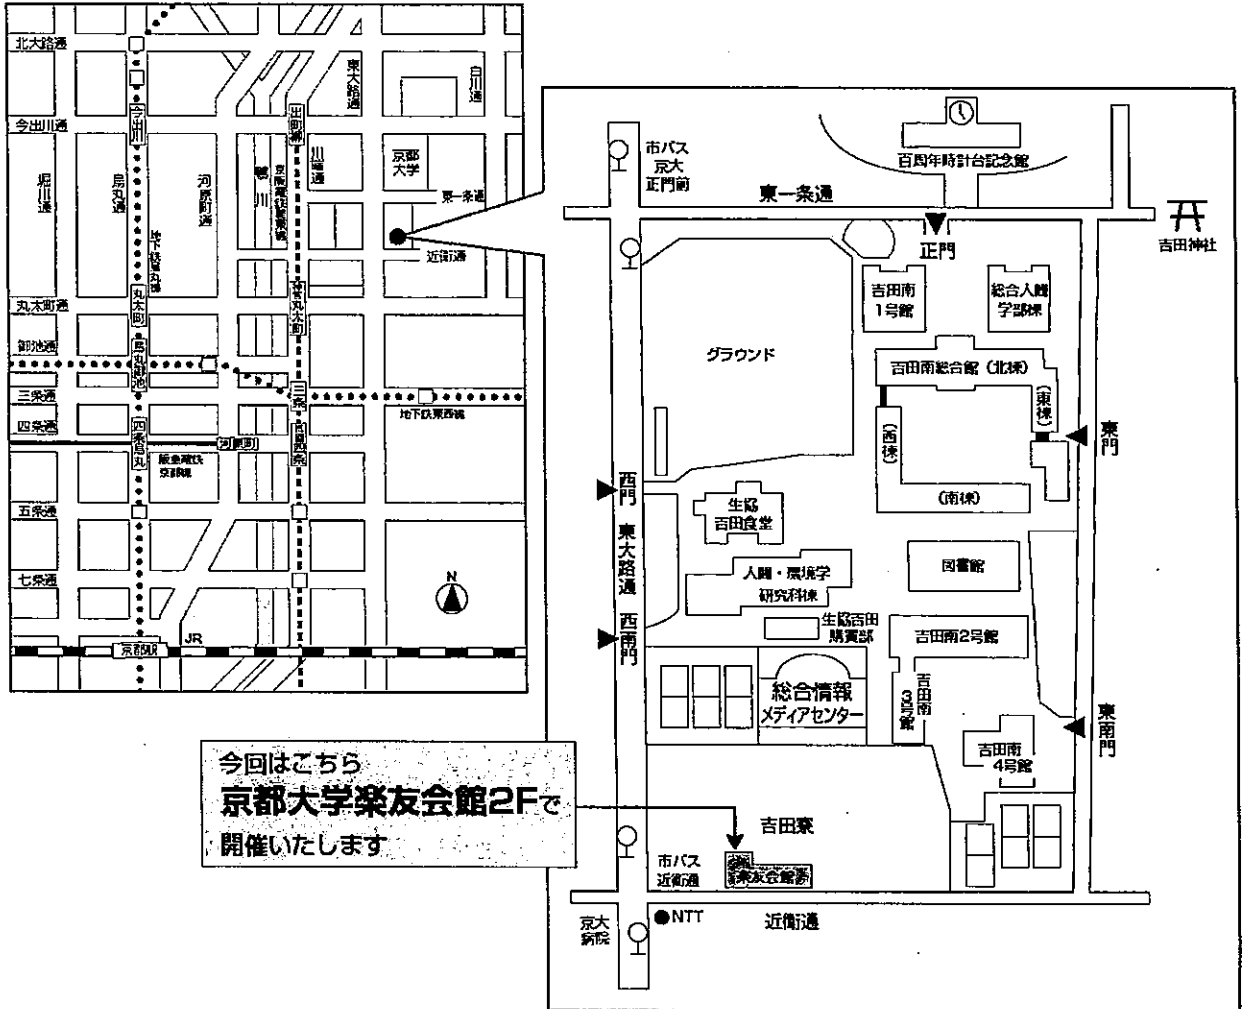 北大路通
今出川通
丸太町通
御池通
三条通
四条通
五条通
七条通
堀川通
烏丸通
河原町通
東大路通
白川通
川端通
鴨川
今出川
出町柳
京都
大学
東一条通
近衛通
地下鉄烏丸線
丸太町
神宮丸太町
烏丸御池
三条
地下鉄東西線
四条烏丸
河原町
阪急電鉄
京都線
N
JR
京都駅
今回はこちら
京都大学楽友会館2Fで
開催いたします
市バス
京大
正門前
百周年時計台記念館
東一条通
正門
吉田神社
吉田南
1号館
総合人間
学部棟
グラウンド
吉田南総合館（北棟）
（東棟）
（西棟）
（南棟）
東門
西門
東大路通
西南門
生協
吉田食堂
人間・環境学
研究科棟
図書館
生協吉田
購買部
吉田南2号館
吉田南
3号館
総合情報
メディアセンター
東南門
吉田南
4号館
吉田寮
市バス
近衛通
楽友会館
京大
病院
NTT
近衛通